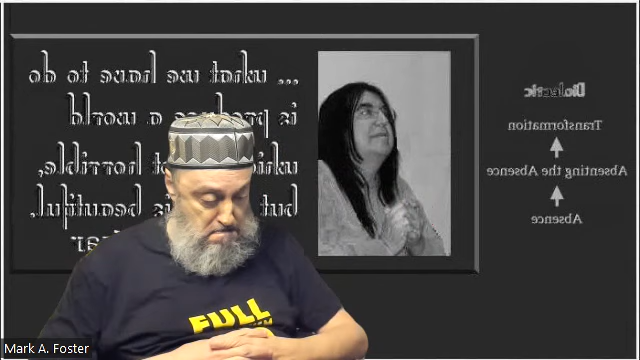 ... what we have to do
is produce a world
horrible,
but is beautiful,
Dialectic
Transformation
Absenting the Absence
Absence
FULL
Mark A. Foster